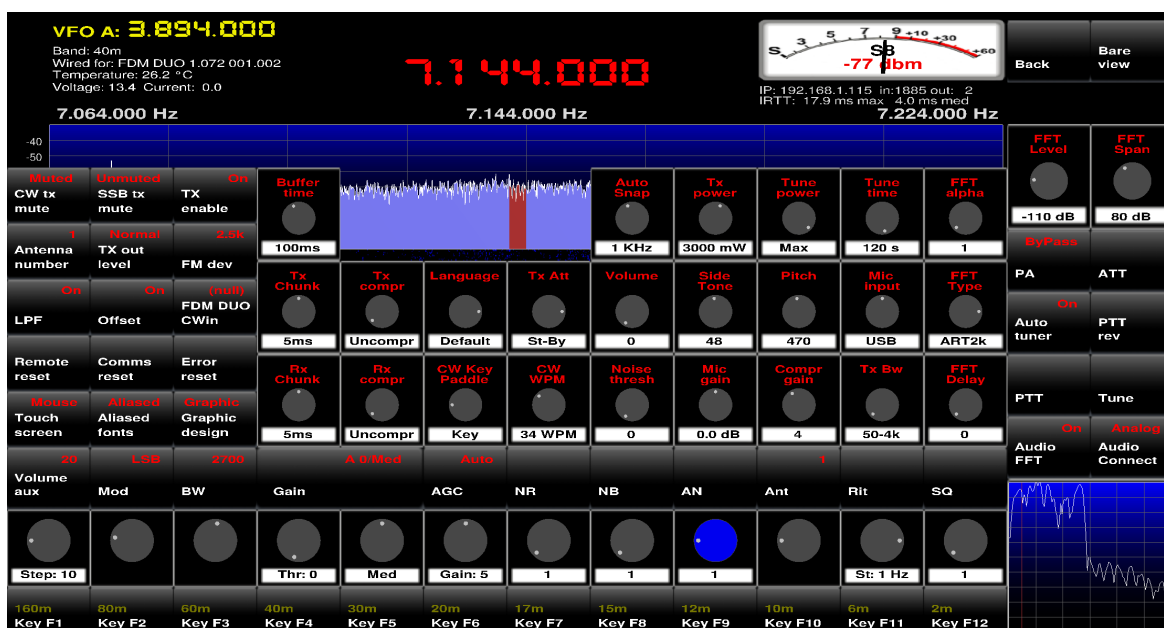 VFO A: 3.894.000
Band: 40m
Wired for: FDM DUO 1.072 001.002
Temperature: 26.2 °C
Voltage: 13.4 Current: 0.0
7.144.000
S 3 5 7 9 +10 +30 +60
S8
-77 dbm
IP: 192.168.1.115 in:1885 out: 2
IRTT: 17.9 ms max 4.0 ms med
Back
Bare
view
7.064.000 Hz 7.144.000 Hz 7.224.000 Hz
-40
-50
FFT
Level
-110 dB
FFT
Span
80 dB
Muted
CW tx
mute
Unmuted
SSB tx
mute
On
TX
enable
Buffer
time
100ms
Auto
Snap
1 KHz
Tx
power
3000 mW
Tune
power
Max
Tune
time
120 s
FFT
alpha
1
1
Antenna
number
Normal
TX out
level
2.5k
FM dev
ByPass
PA
ATT
On
LPF
On
Offset
(null)
FDM DUO
CWin
Tx
Chunk
5ms
Tx
compr
Uncompr
Language
Default
Tx Att
St-By
Volume
0
Side
Tone
48
Pitch
470
Mic
input
USB
FFT
Type
ART2k
On
Auto
tuner
PTT
rev
Remote
reset
Comms
reset
Error
reset
Rx
Chunk
5ms
Rx
compr
Uncompr
CW Key
Paddle
Key
CW
WPM
34 WPM
Noise
thresh
0
Mic
gain
0.0 dB
Compr
gain
4
Tx Bw
50-4k
FFT
Delay
0
PTT
Tune
Mouse
Touch
screen
Aliased
Aliased
fonts
Graphic
Graphic
design
On
Audio
FFT
Analog
Audio
Connect
20
Volume
aux
LSB
Mod
2700
BW
A 0/Med
Gain
Auto
AGC
NR
NB
AN
1
Ant
Rit
SQ
Step: 10
Thr: 0
Med
Gain: 5
1
1
1
St: 1 Hz
1
160m 80m 60m 40m 30m 20m 17m 15m 12m 10m 6m 2m
Key F1 Key F2 Key F3 Key F4 Key F5 Key F6 Key F7 Key F8 Key F9 Key F10 Key F11 Key F12